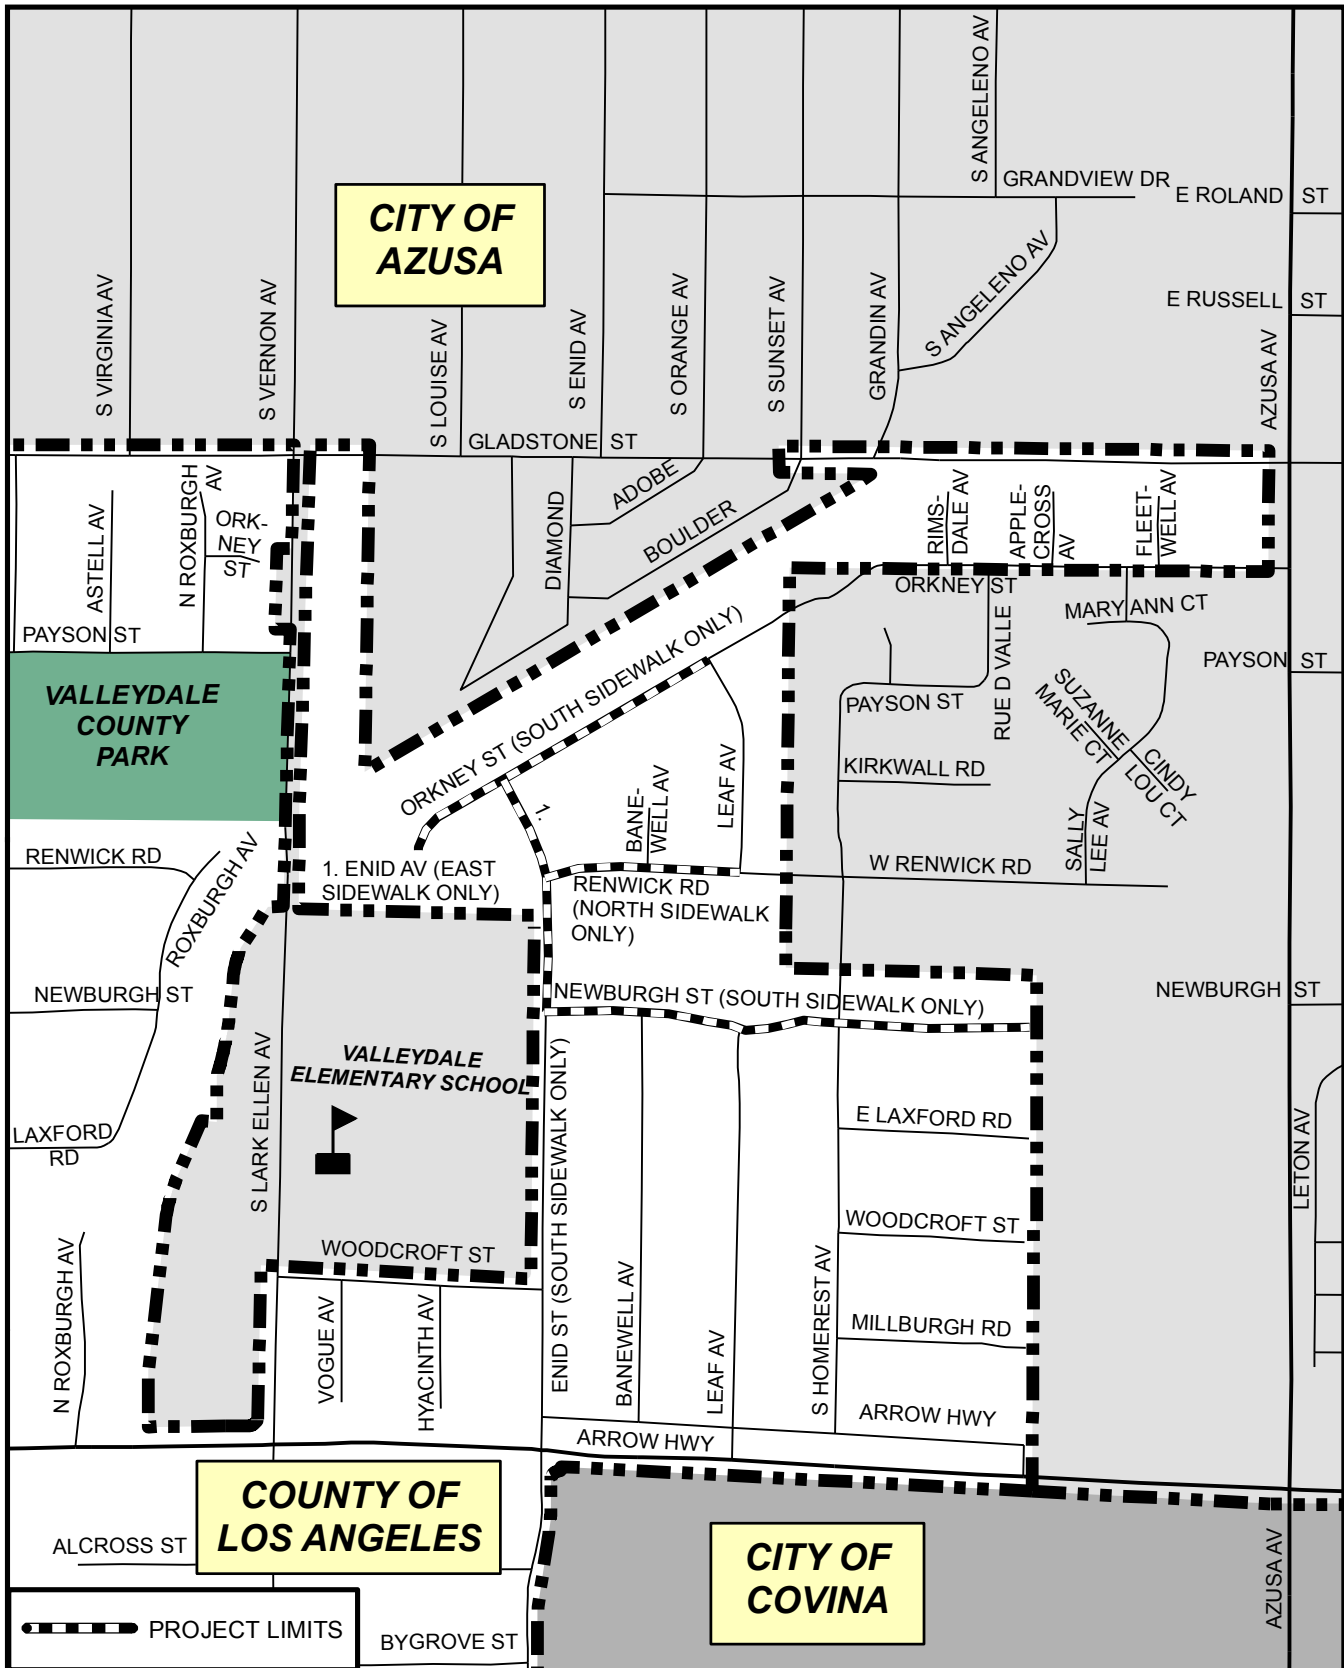 S ANGELENO AV
GRANDVIEW DR
E ROLAND ST
CITY OF
AZUSA
S ANGELENO AV
E RUSSELL ST
S VIRGINIA AV
S VERNON AV
S LOUISE AV
S ENID AV
S ORANGE AV
S SUNSET AV
GRANDIN AV
AZUSA AV
GLADSTONE ST
ASTELL AV
N ROXBURGH
AV
ORK-
NEY
ST
DIAMOND
ADOBE
BOULDER
RIMS-
DALE AV
APPLE-
CROSS
AV
FLEET-
WELL AV
ORKNEY ST
MARY ANN CT
PAYSON ST
VALLEYDALE
COUNTY
PARK
ORKNEY ST (SOUTH SIDEWALK ONLY)
PAYSON ST
RUE D VALLE
SUZANNE
MARIE CT
CINDY
LOU CT
PAYSON ST
KIRKWALL RD
1.
BANE-
WELL AV
LEAF AV
SALLY
LEE AV
RENWICK RD
ROXBURGH AV
1. ENID AV (EAST
SIDEWALK ONLY)
RENWICK RD
(NORTH SIDEWALK
ONLY)
W RENWICK RD
NEWBURGH ST
NEWBURGH ST (SOUTH SIDEWALK ONLY)
NEWBURGH ST
S LARK ELLEN AV
VALLEYDALE
ELEMENTARY SCHOOL
ENID ST (SOUTH SIDEWALK ONLY)
E LAXFORD RD
LAXFORD
RD
LETON AV
WOODCROFT ST
WOODCROFT ST
N ROXBURGH AV
VOGUE AV
HYACINTH AV
BANEWELL AV
LEAF AV
S HOMEREST AV
MILLBURGH RD
ARROW HWY
ARROW HWY
COUNTY OF
LOS ANGELES
ALCROSS ST
CITY OF
COVINA
AZUSA AV
PROJECT LIMITS
BYGROVE ST